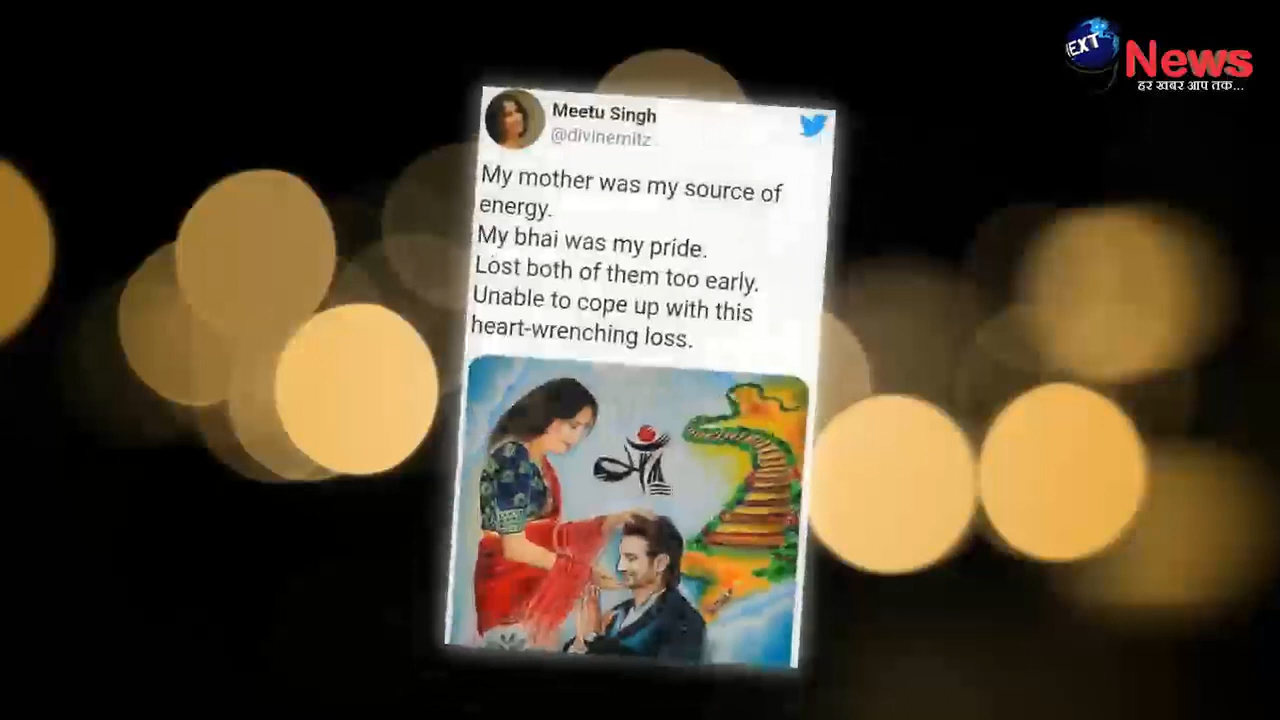 NEXT
News
हर खबर आप तक...
Meetu Singh
@divinemitz
My mother was my source of
energy.
My bhai was my pride.
Lost both of them too early.
Unable to cope up with this
heart-wrenching loss.
माँ